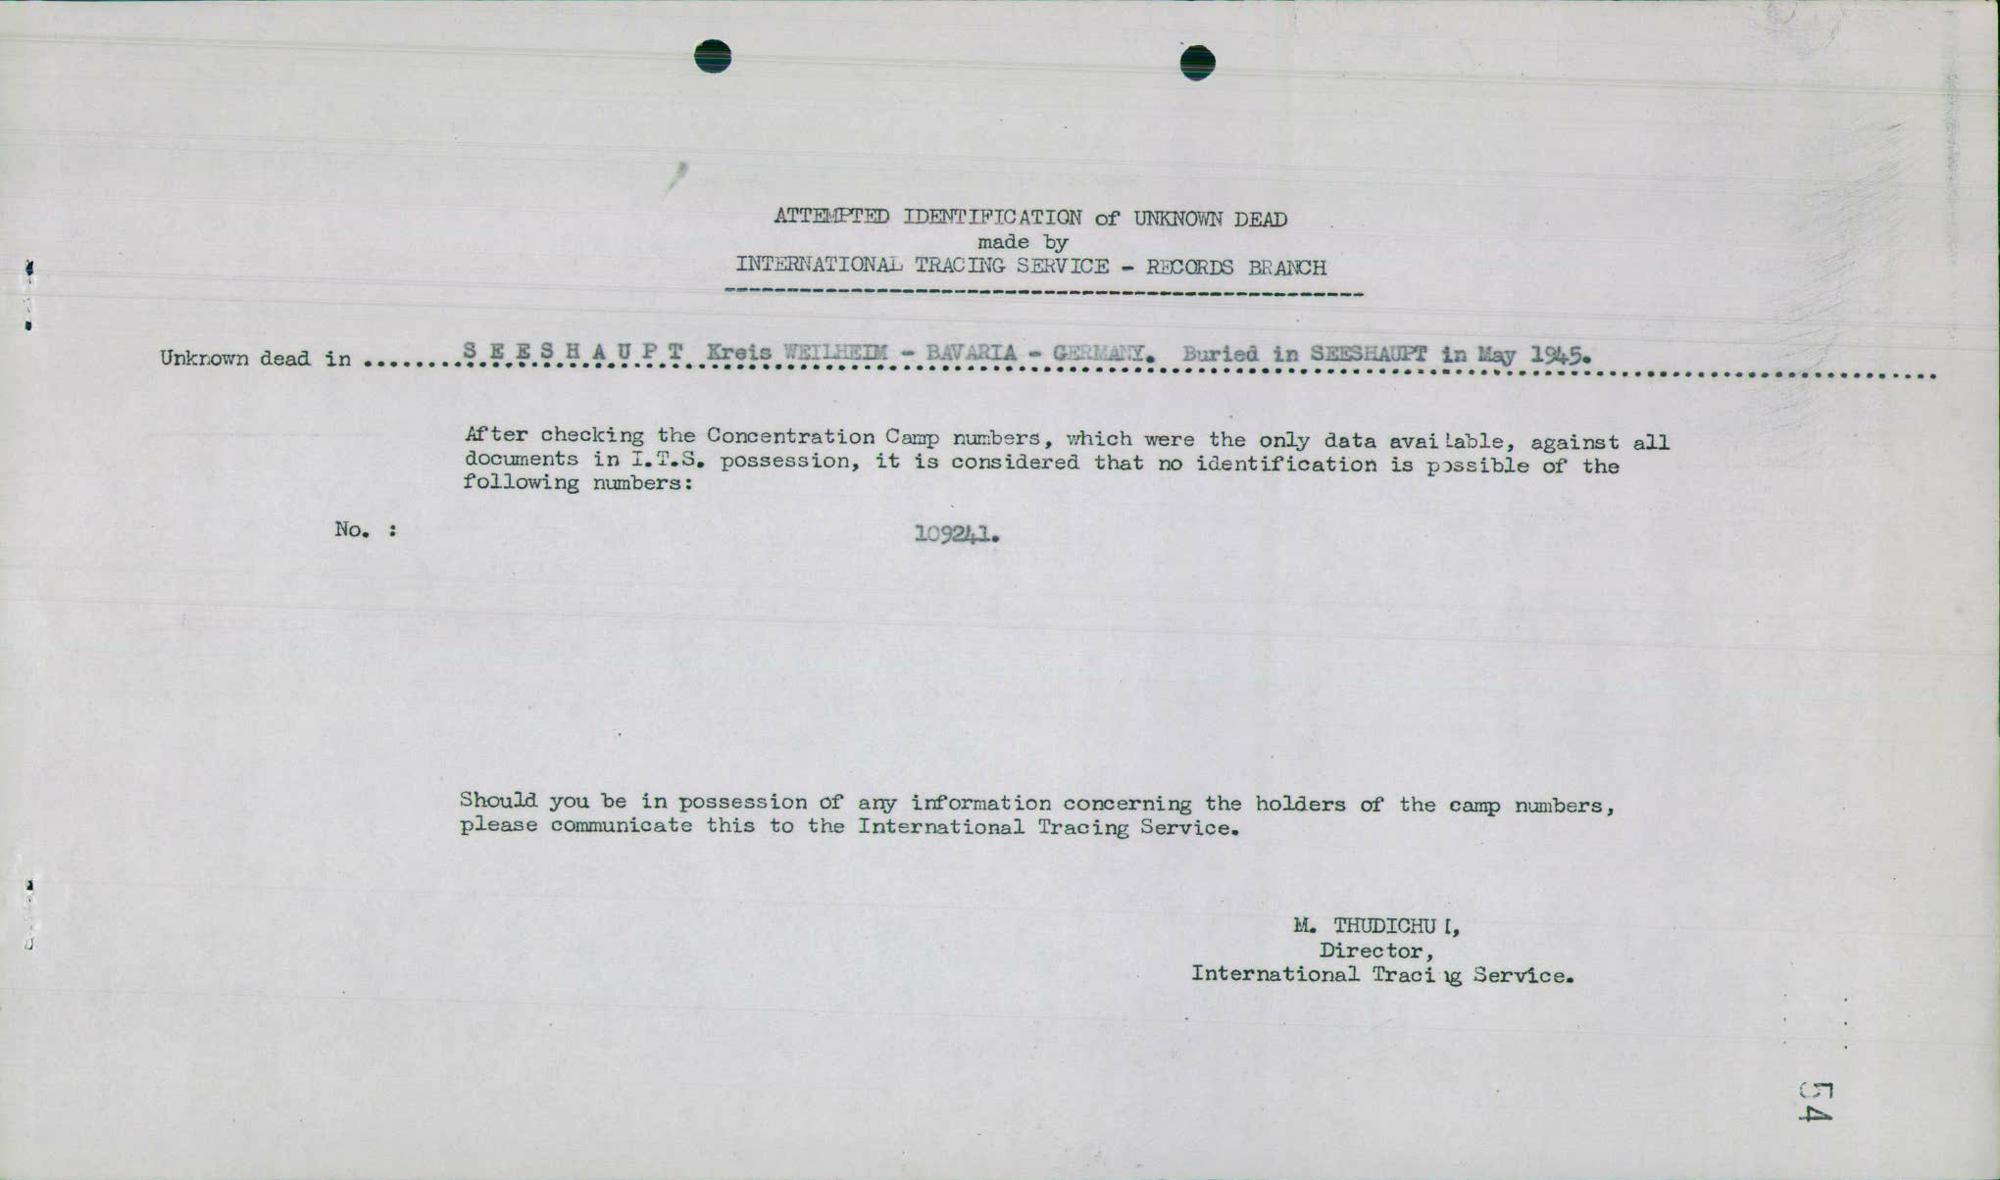 ATTEMPTED IDENTIFICATION of UNKNOWN DEAD
made by
INTERNATIONAL TRACING SERVICE - RECORDS BRANCH
Unknown dead in ........S E E S H A U P T Kreis WEILHEIM - BAVARIA - GERMANY. Buried in SEESHAUPT in May 1945.
After checking the Concentration Camp numbers, which were the only data available, against all
documents in I.T.S. possession, it is considered that no identification is possible of the
following numbers:
No. : 109241.
Should you be in possession of any information concerning the holders of the camp numbers,
please communicate this to the International Tracing Service.
M. THUDICHUM,
Director,
International Tracing Service.
54